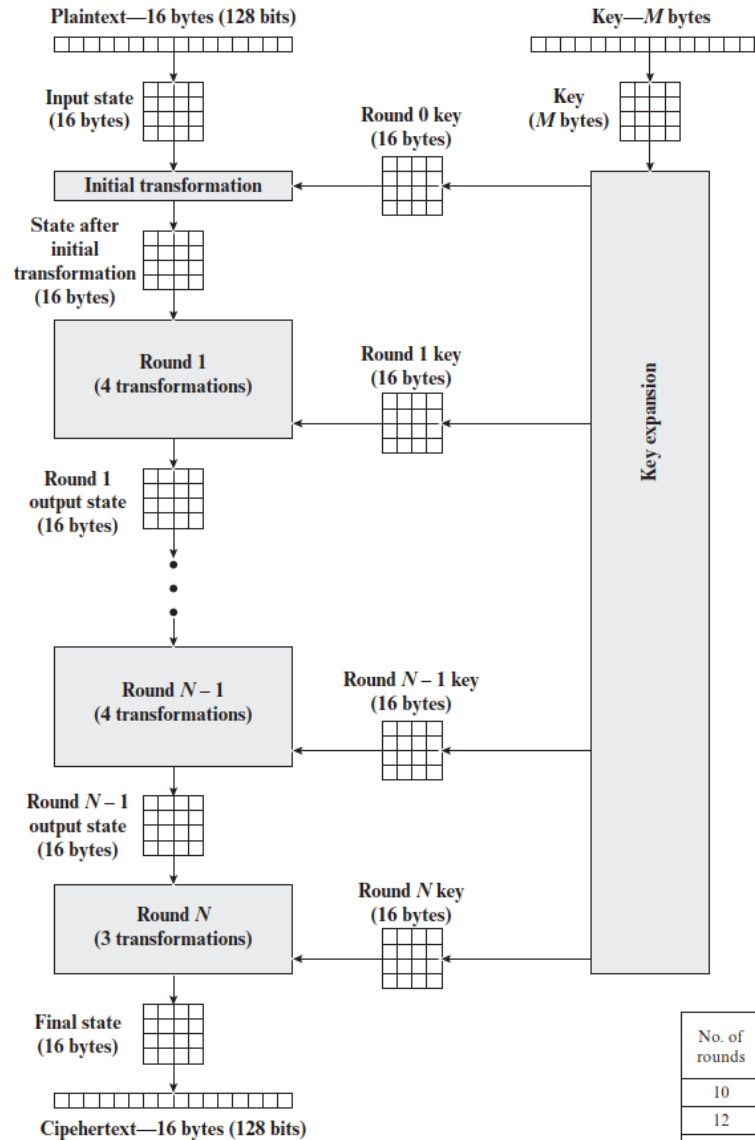 Plaintext—16 bytes (128 bits)
Key—M bytes
Input state
(16 bytes)
Key
(M bytes)
Round 0 key
(16 bytes)
Initial transformation
State after
initial
transformation
(16 bytes)
Round 1
(4 transformations)
Round 1 key
(16 bytes)
Key expansion
Round 1
output state
(16 bytes)
Round N – 1
(4 transformations)
Round N – 1 key
(16 bytes)
Round N – 1
output state
(16 bytes)
Round N
(3 transformations)
Round N key
(16 bytes)
Final state
(16 bytes)
No. of
rounds
10
12
Cipehertext—16 bytes (128 bits)